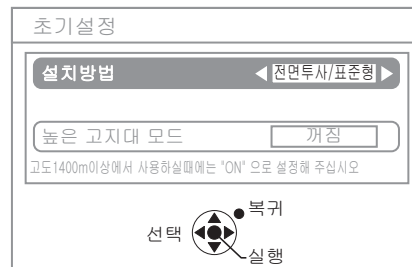 초기설정
설치방법 전면투사/표준형
높은 고지대 모드 꺼짐
고도1400m이상에서 사용하실때에는 "ON" 으로 설정해 주십시오
복귀
선택
실행